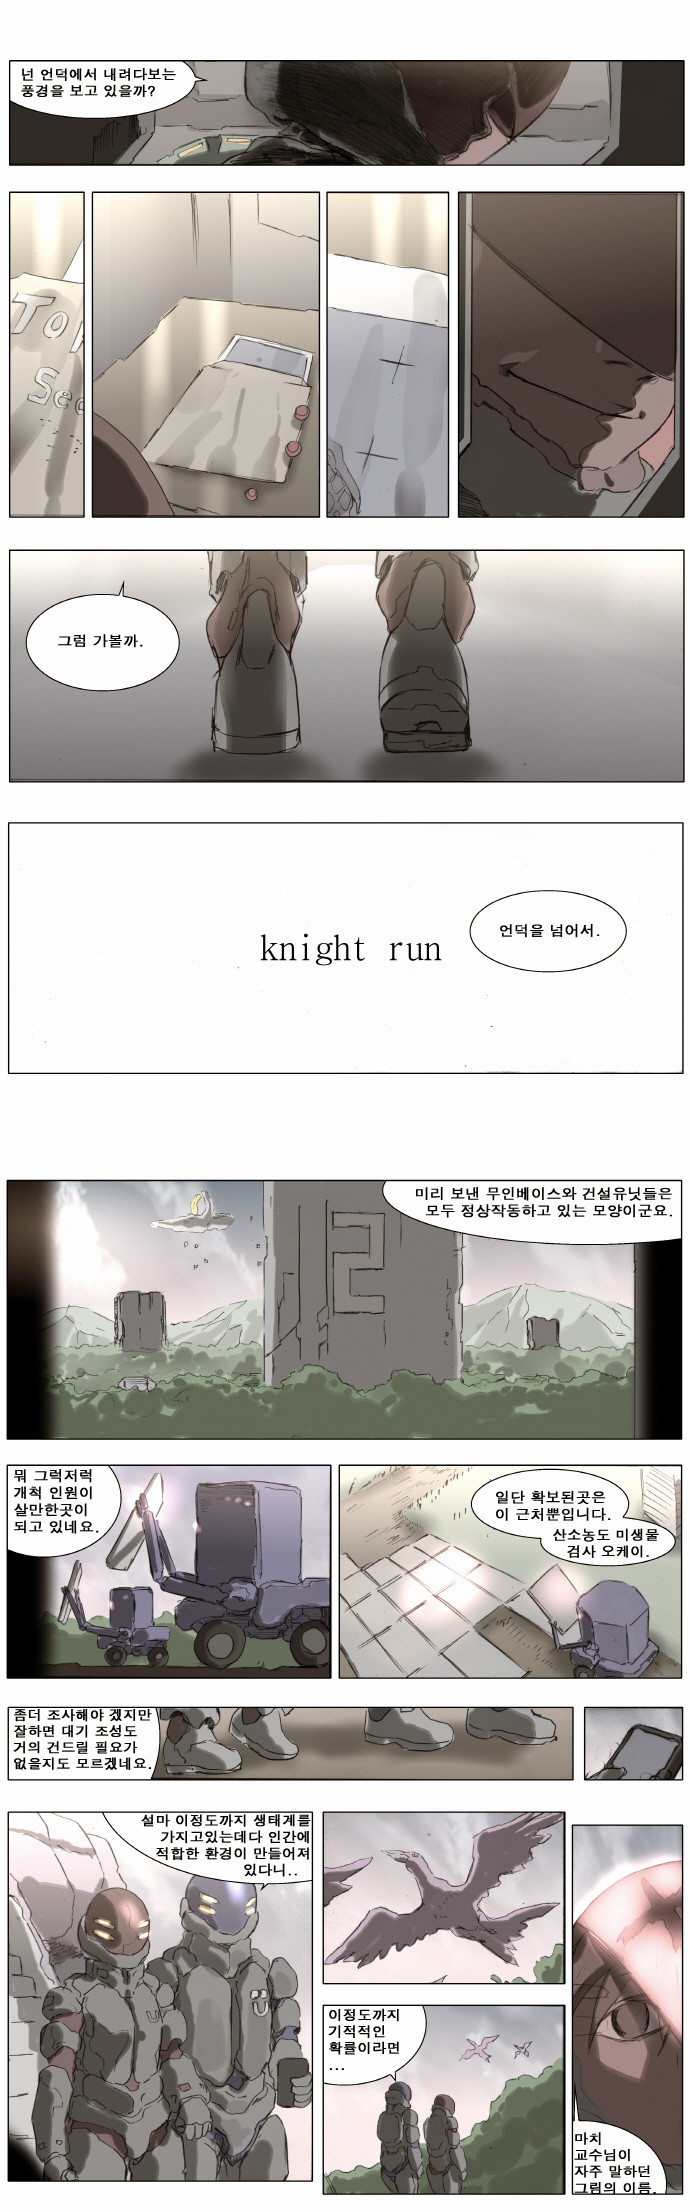 넌 언덕에서 내려다보는
풍경을 보고 있을까?
Top
Sec
그럼 가볼까.
knight run
언덕을 넘어서.
미리 보낸 무인베이스와 건설유닛들은
모두 정상작동하고 있는 모양이군요.
2
뭐 그럭저럭
개척 인원이
살만한곳이
되고 있네요.
일단 확보된곳은
이 근처뿐입니다.
산소농도 미생물
검사 오케이.
좀더 조사해야 겠지만
잘하면 대기 조성도
거의 건드릴 필요가
없을지도 모르겠네요.
설마 이정도까지 생태계를
가지고있는데다 인간에
적합한 환경이 만들어져
있다니..
이정도까지
기적적인
확률이라면
...
마치
교수님이
자주 말하던
그림의 이름.